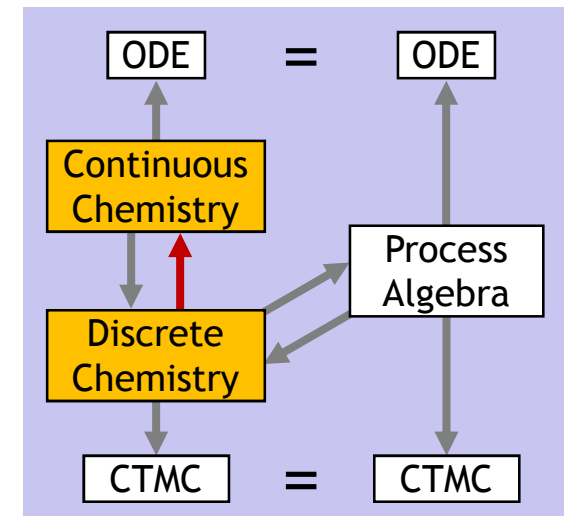 ODE = ODE
Continuous
Chemistry
Process
Algebra
Discrete
Chemistry
CTMC = CTMC